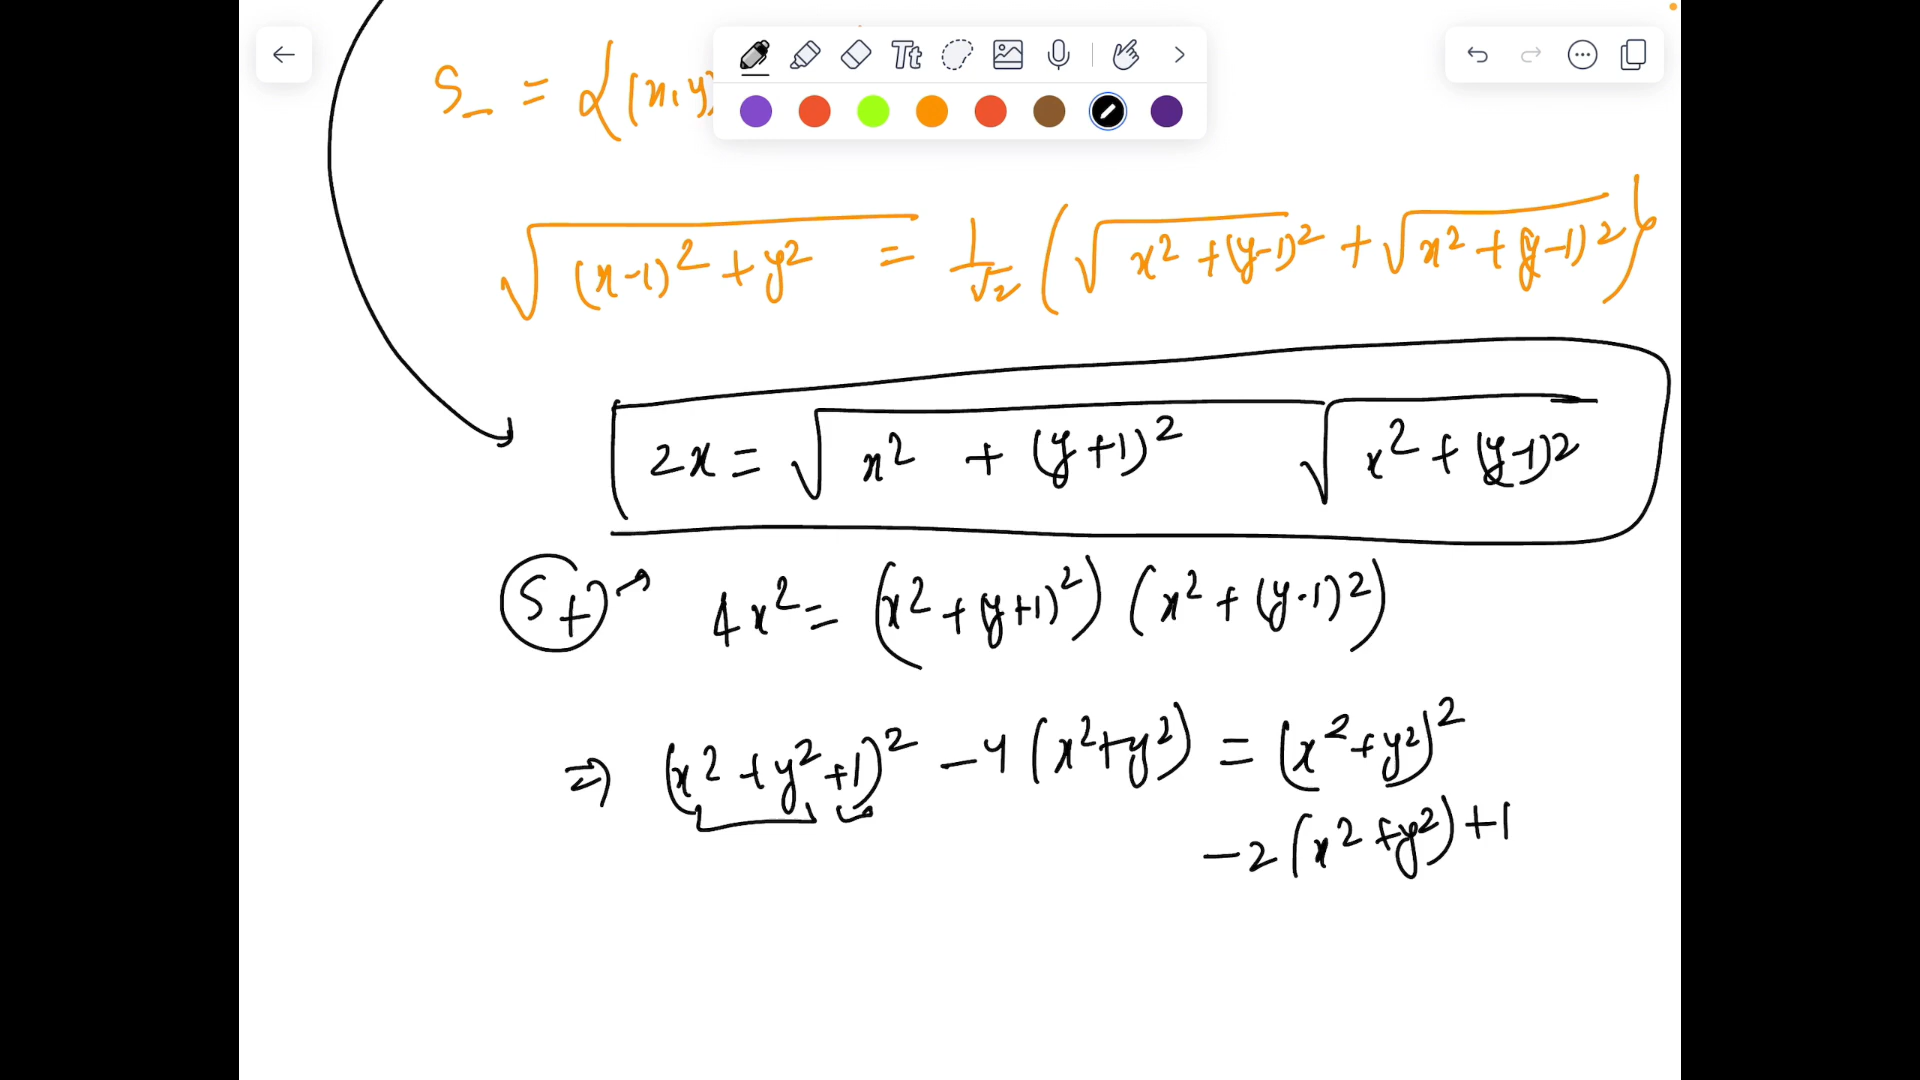 Tt
S_ = {(x,y)
√((x-1)² + y²) = 1/√2 (√(x² + (y-1)²) + √(x² + (y-1)²))}
2x = √(x² + (y+1)²) √(x² + (y-1)²)
S+ → 4x² = (x² + (y+1)²) (x² + (y-1)²)
⇒ (x² + y² + 1)² - 4(x² + y²) = (x² + y²)²
- 2(x² + y²) + 1